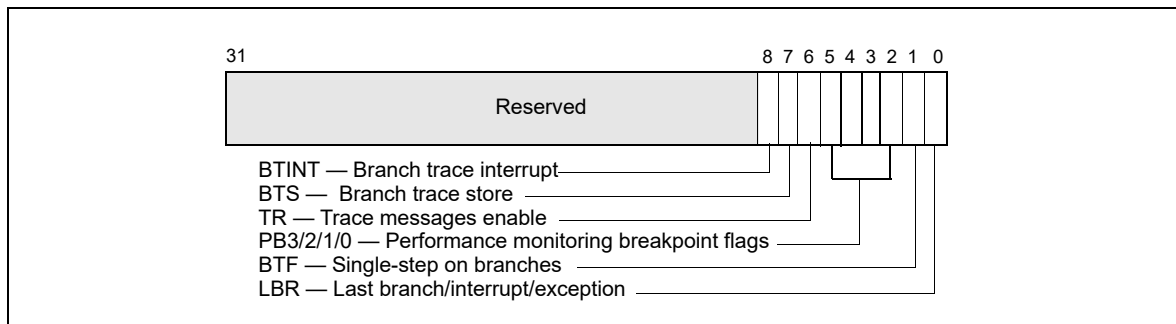 31 8 7 6 5 4 3 2 1 0
Reserved
BTINT — Branch trace interrupt
BTS — Branch trace store
TR — Trace messages enable
PB3/2/1/0 — Performance monitoring breakpoint flags
BTF — Single-step on branches
LBR — Last branch/interrupt/exception